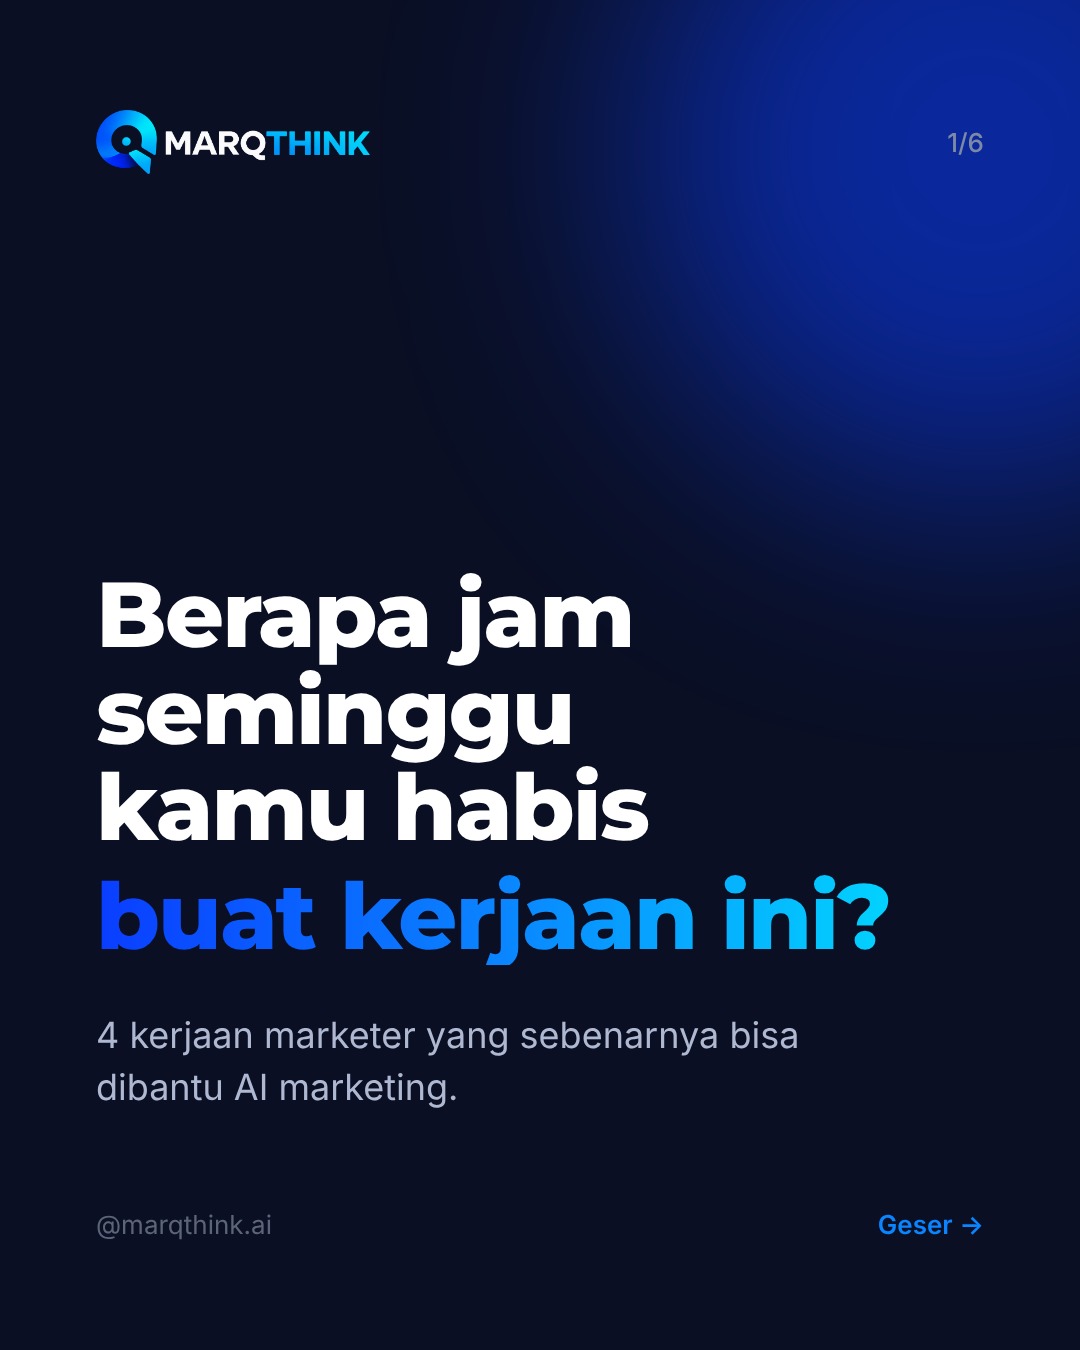 MARQTHINK
1/6
Berapa jam
seminggu
kamu habis
buat kerjaan ini?
4 kerjaan marketer yang sebenarnya bisa
dibantu AI marketing.
@marqthink.ai
Geser →